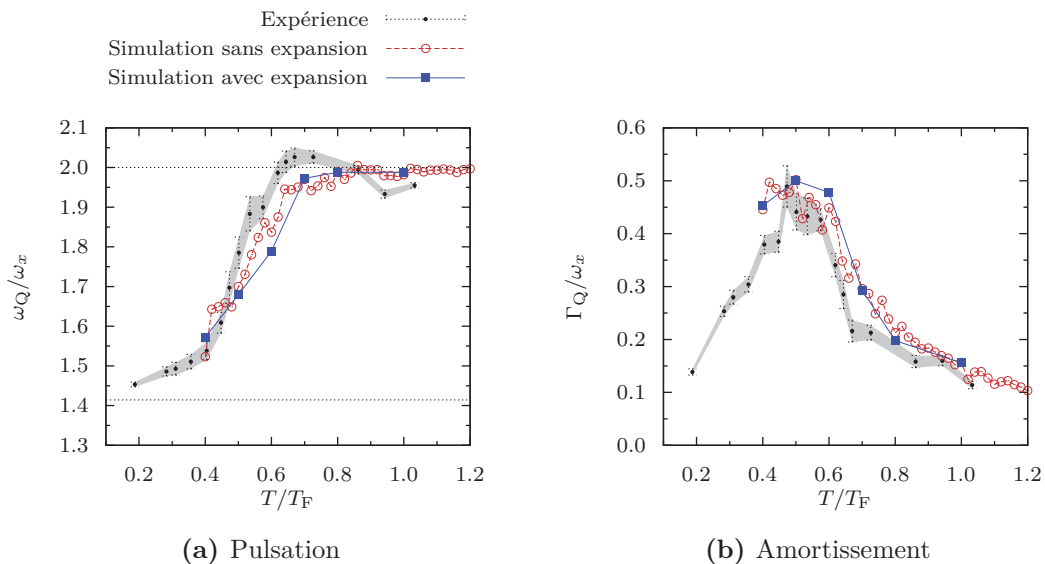 Expérience
Simulation sans expansion
Simulation avec expansion
2.1
2.0
1.9
1.8
1.7
1.6
1.5
1.4
1.3
ω_Q/ω_x
0.2 0.4 0.6 0.8 1.0 1.2
T/T_F
(a) Pulsation
0.6
0.5
0.4
0.3
0.2
0.1
0.0
Γ_Q/ω_x
0.2 0.4 0.6 0.8 1.0 1.2
T/T_F
(b) Amortissement